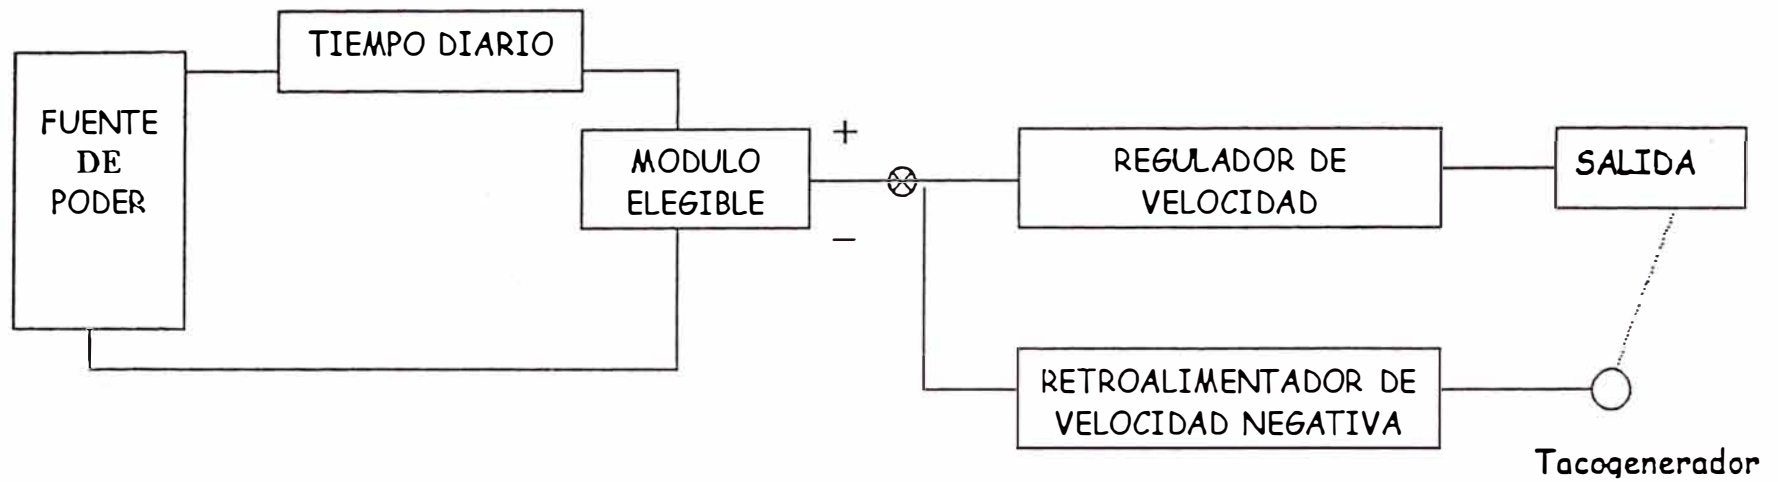 TIEMPO DIARIO
FUENTE
DE
PODER
MODULO
ELEGIBLE
+
−
REGULADOR DE
VELOCIDAD
SALIDA
RETROALIMENTADOR DE
VELOCIDAD NEGATIVA
Tacogenerador